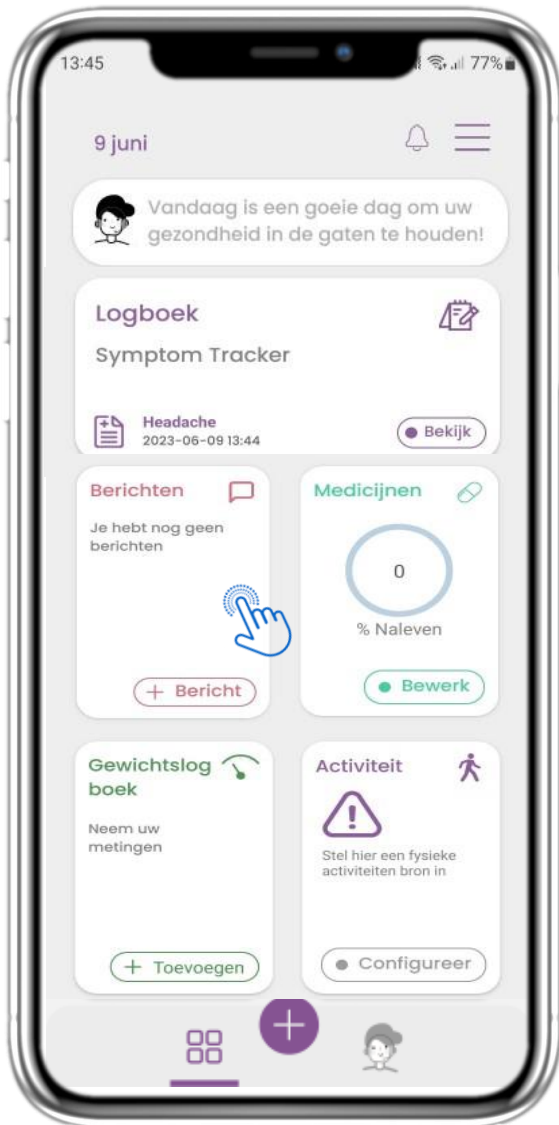 13:45
77%
9 juni
Vandaag is een goeie dag om uw
gezondheid in de gaten te houden!
Logboek
Symptom Tracker
Headache
2023-06-09 13:44
Bekijk
Berichten
Je hebt nog geen
berichten
+ Bericht
Medicijnen
0
% Naleven
Bewerk
Gewichtslog
boek
Neem uw
metingen
+ Toevoegen
Activiteit
Stel hier een fysieke
activiteiten bron in
Configureer